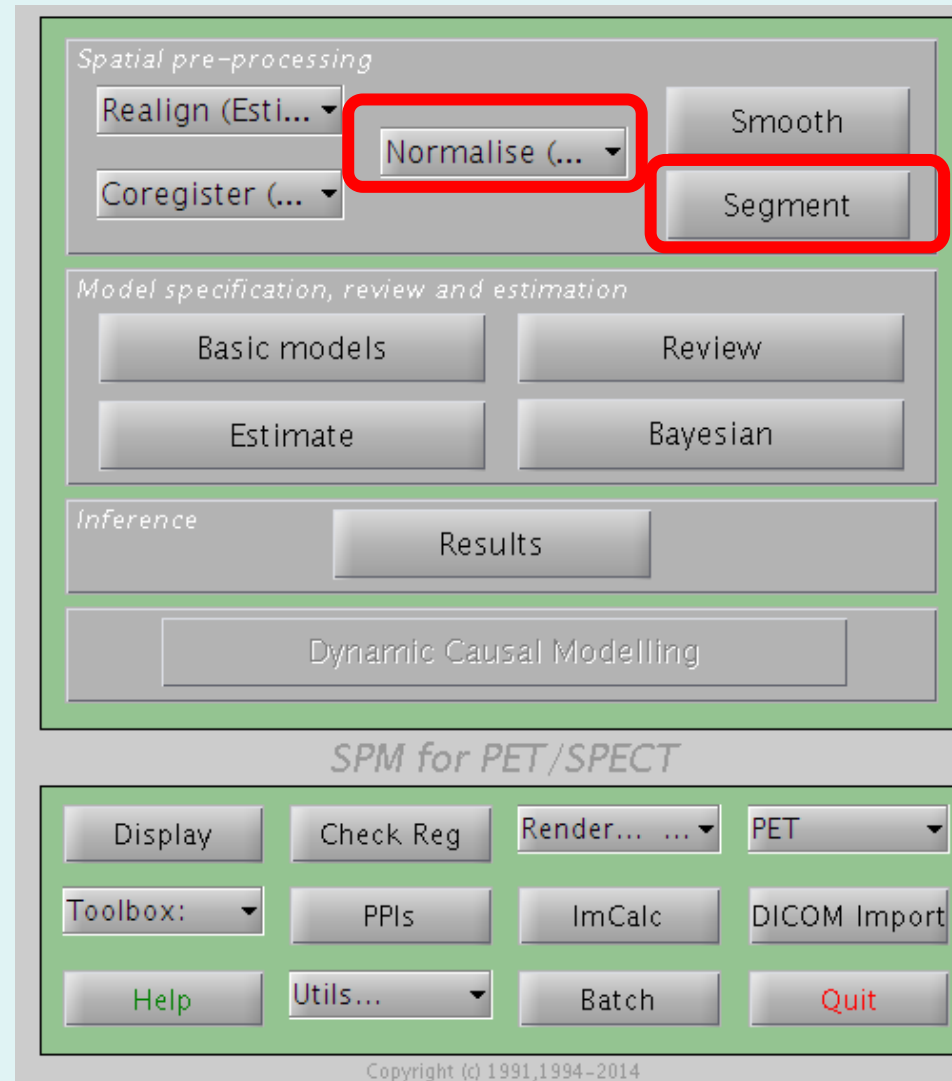 Spatial pre-processing
Realign (Esti...
Normalise (...
Smooth
Coregister (...
Segment
Model specification, review and estimation
Basic models
Review
Estimate
Bayesian
Inference
Results
Dynamic Causal Modelling
SPM for PET/SPECT
Display
Check Reg
Render... ...
PET
Toolbox:
PPIs
ImCalc
DICOM Import
Help
Utils...
Batch
Quit
Copyright (c) 1991,1994-2014